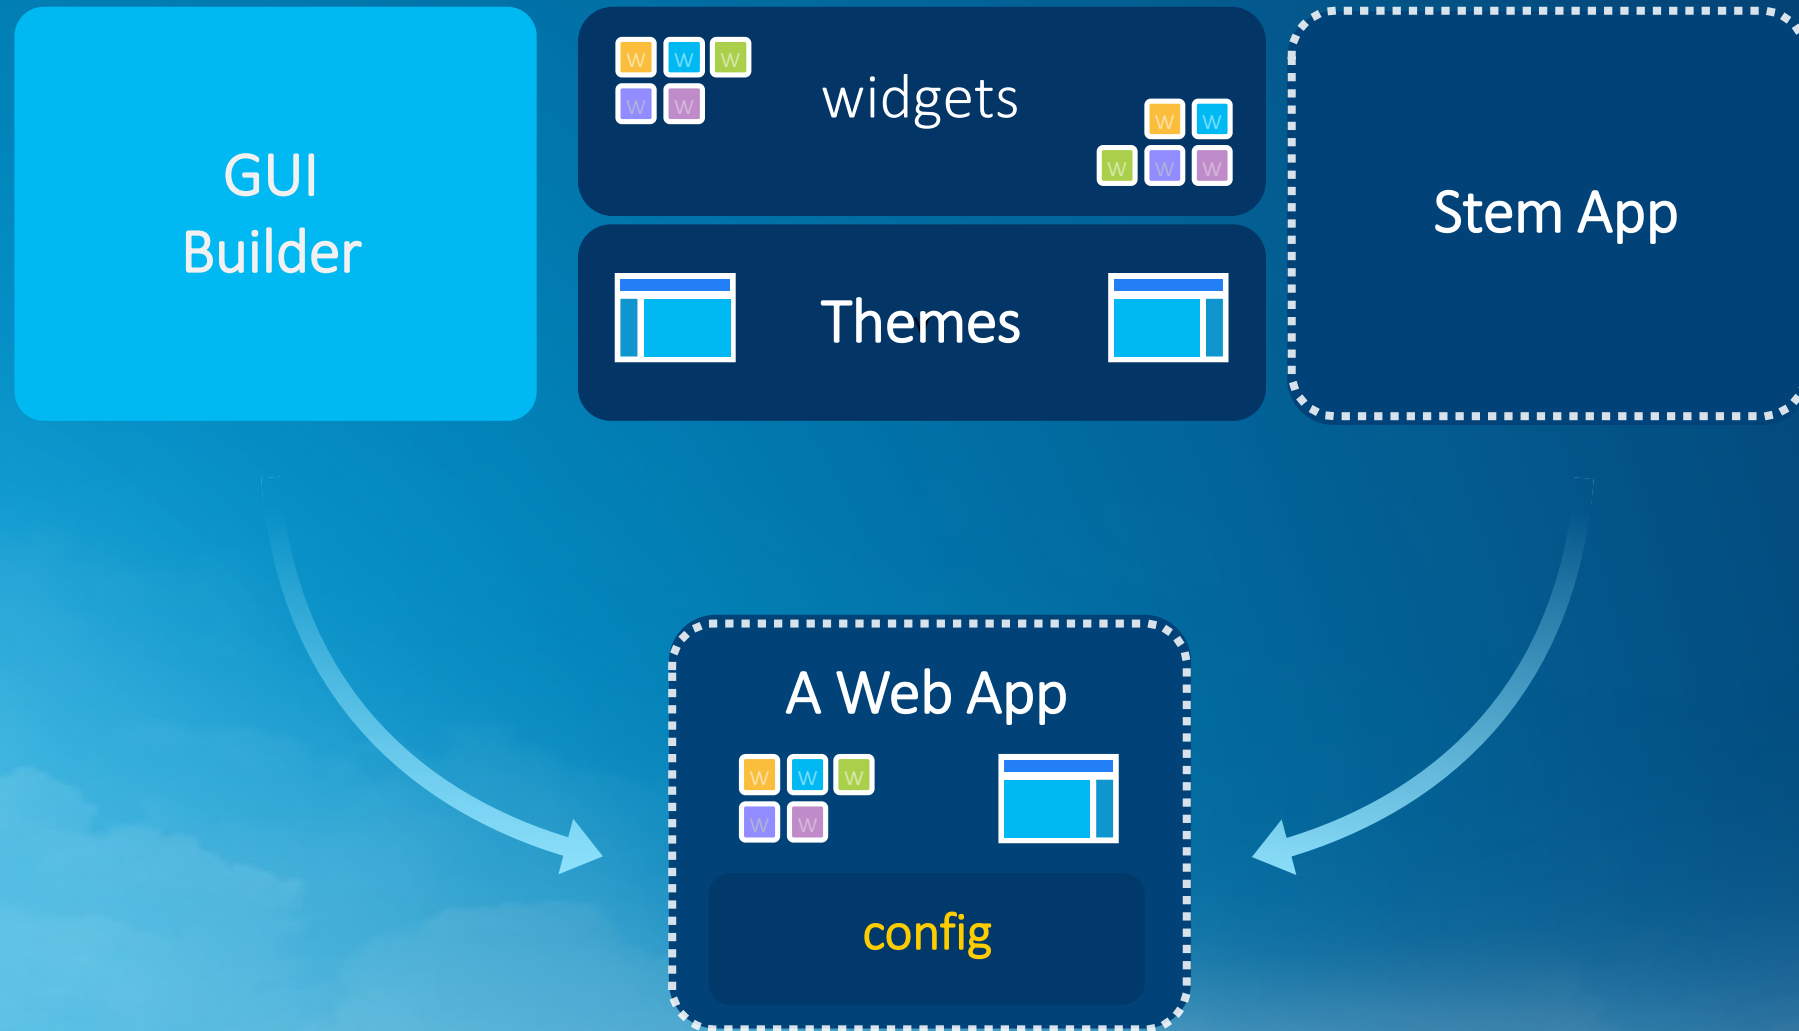 GUI
Builder
W W W
W W
widgets
W W
W W W
Themes
Stem App
A Web App
W W W
W W
config